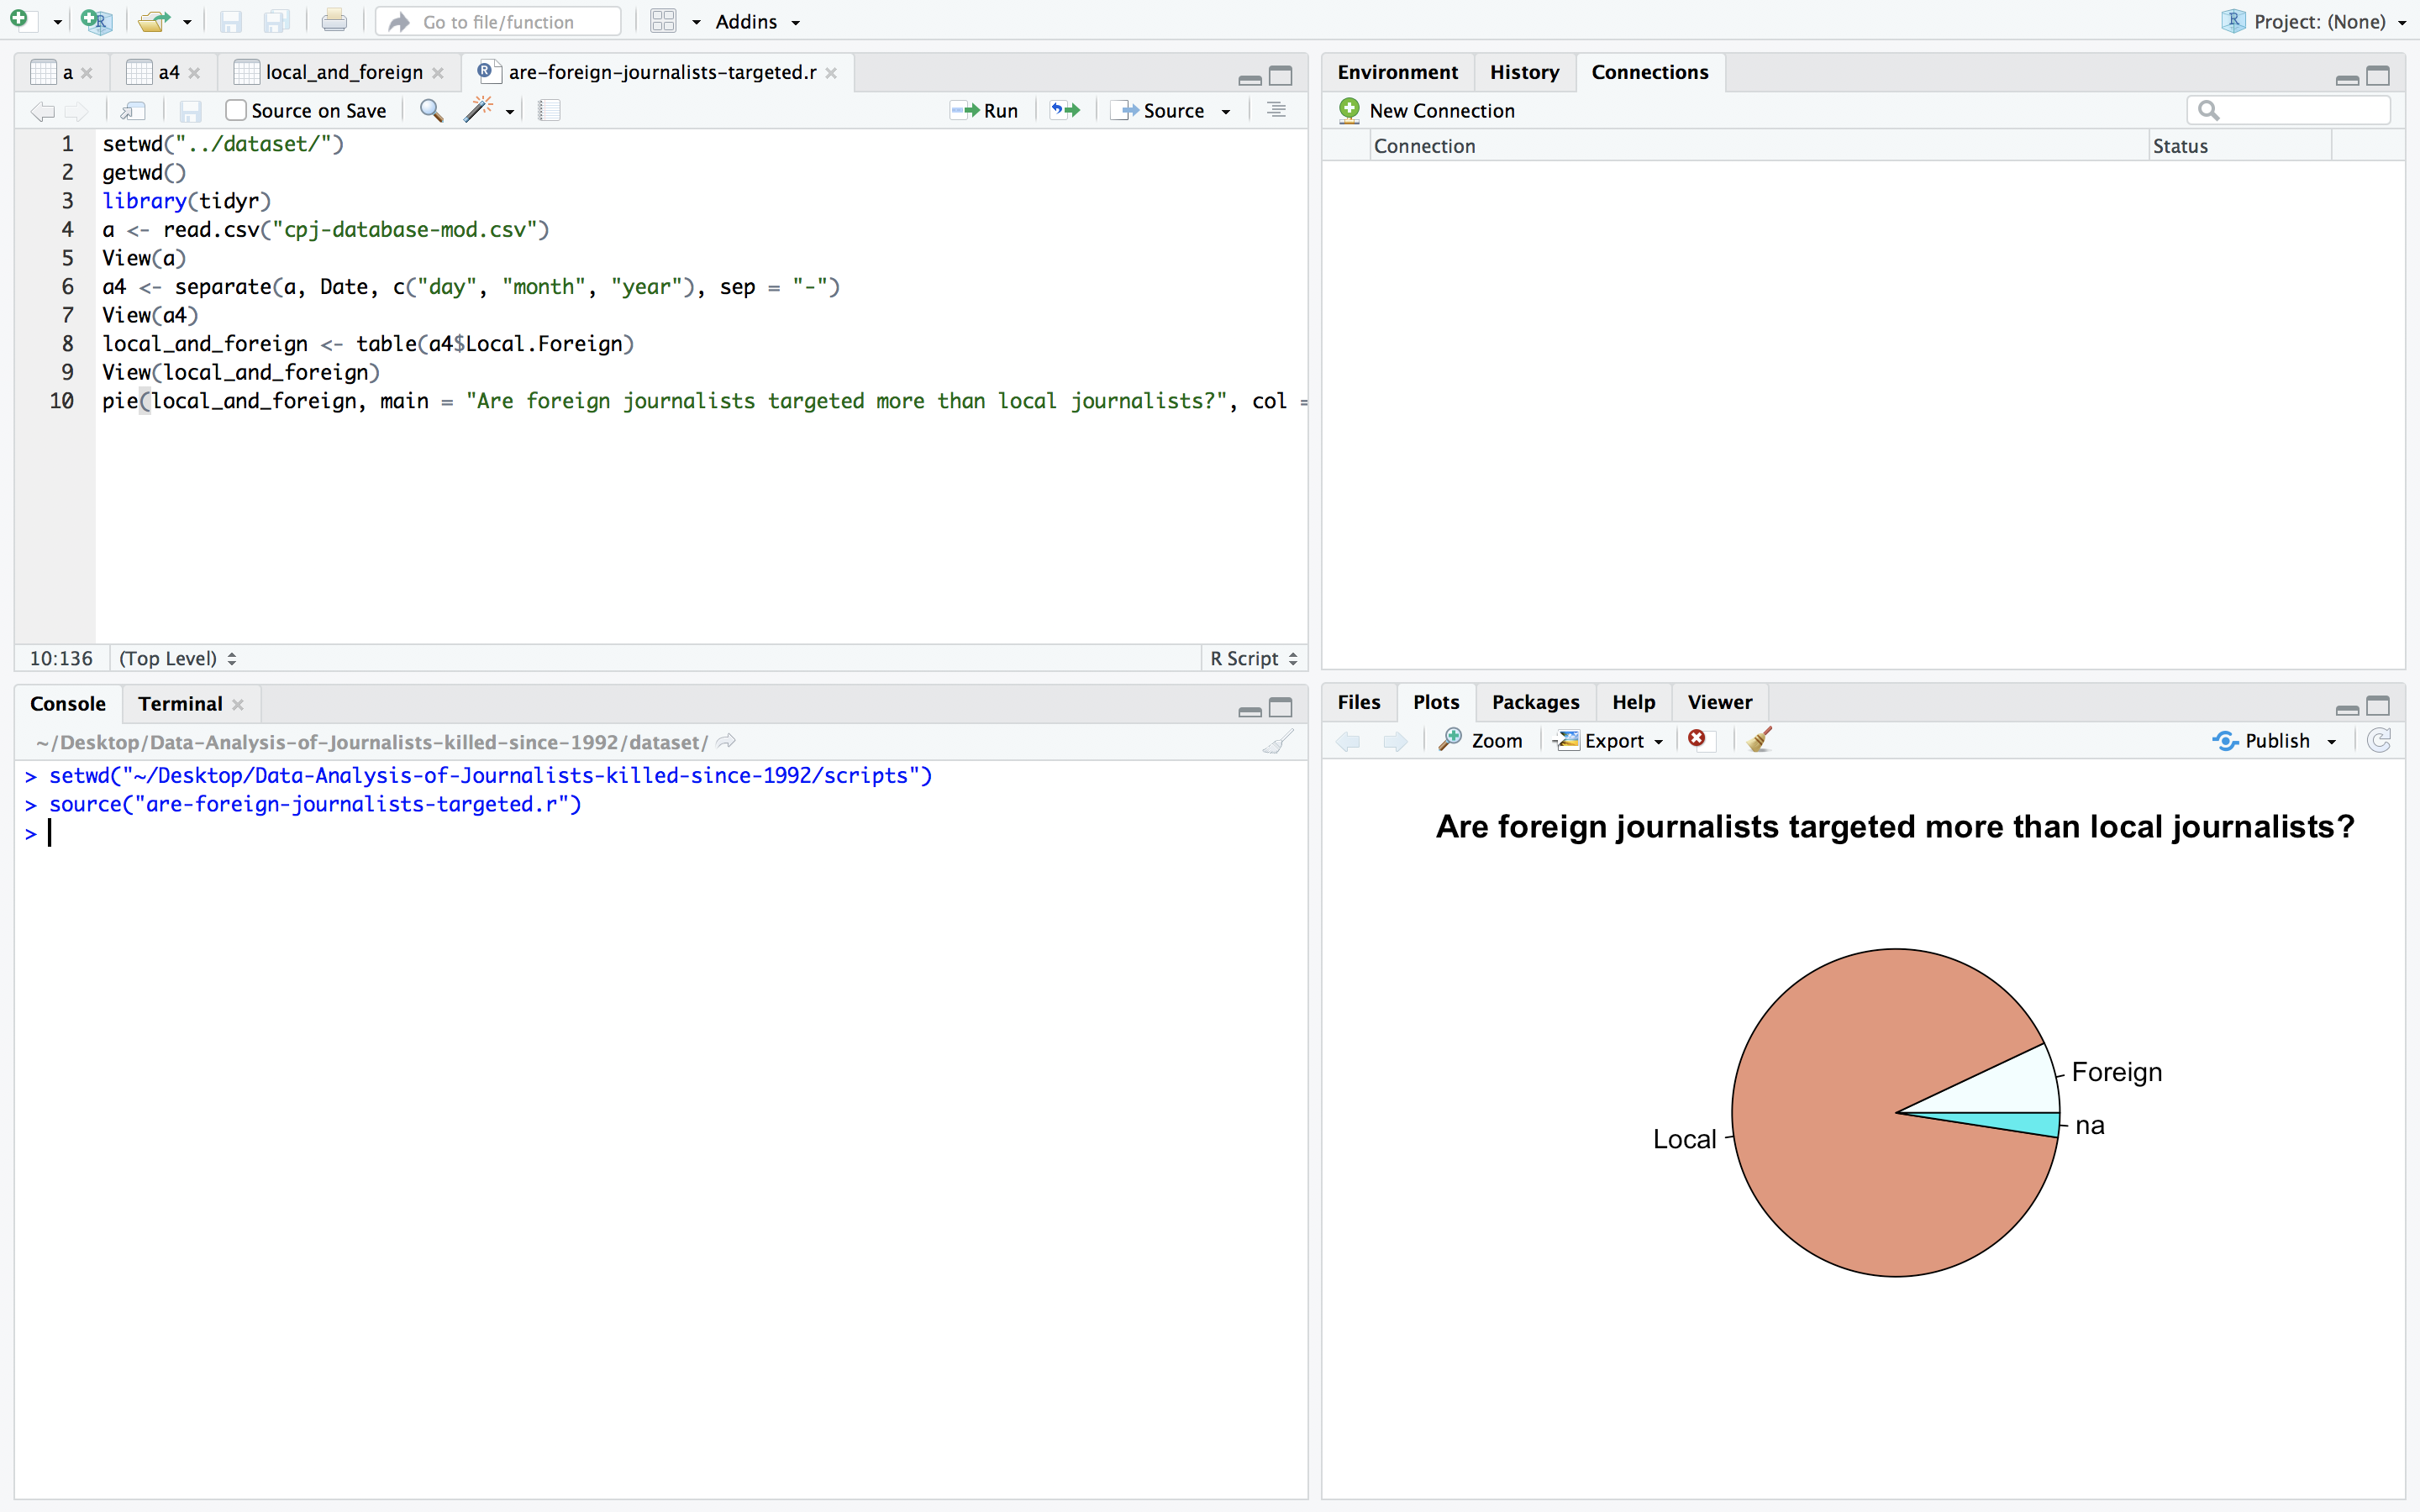 Go to file/function
Addins
Project: (None)
a
a4
local_and_foreign
are-foreign-journalists-targeted.r
Source on Save
Run
Source
1 setwd("../dataset/")
2 getwd()
3 library(tidyr)
4 a <- read.csv("cpj-database-mod.csv")
5 View(a)
6 a4 <- separate(a, Date, c("day", "month", "year"), sep = "-")
7 View(a4)
8 local_and_foreign <- table(a4$Local.Foreign)
9 View(local_and_foreign)
10 pie(local_and_foreign, main = "Are foreign journalists targeted more than local journalists?", col =
10:136 (Top Level)
R Script
Environment
History
Connections
New Connection
Connection
Status
Console
Terminal
~/Desktop/Data-Analysis-of-Journalists-killed-since-1992/dataset/
> setwd("~/Desktop/Data-Analysis-of-Journalists-killed-since-1992/scripts")
> source("are-foreign-journalists-targeted.r")
>
Files
Plots
Packages
Help
Viewer
Zoom
Export
Publish
Are foreign journalists targeted more than local journalists?
Foreign
na
Local